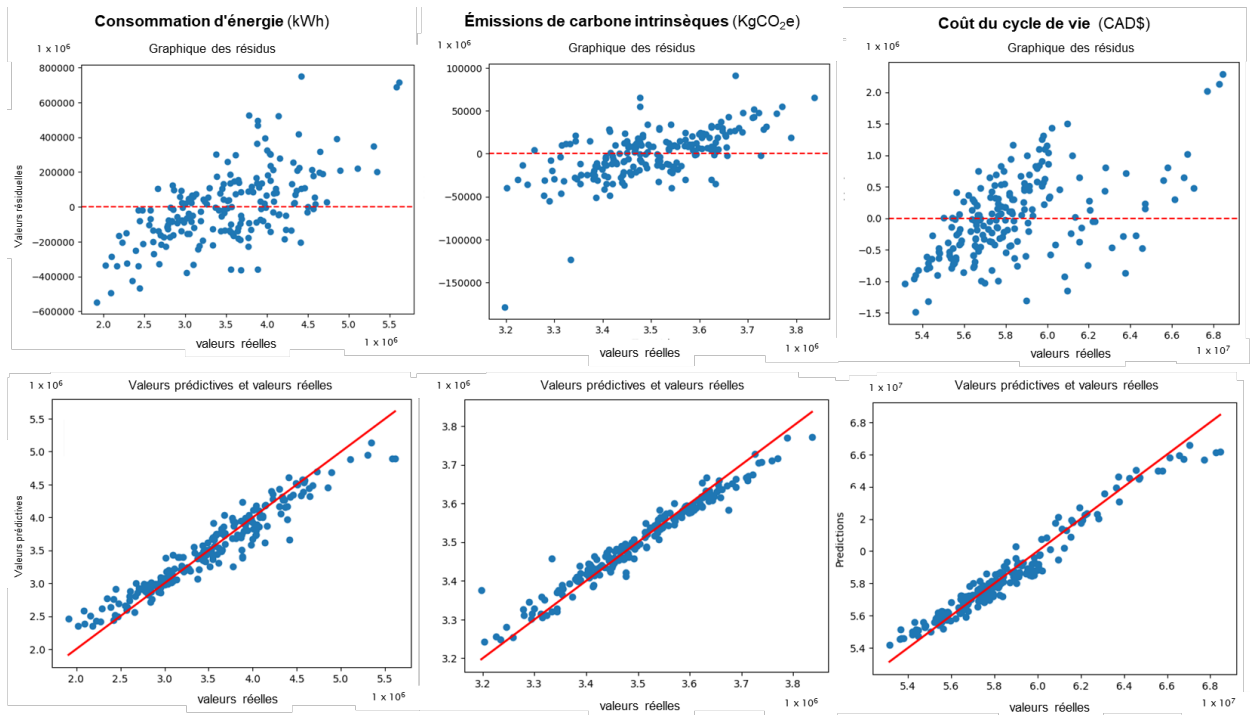 Consommation d'énergie (kWh)
Émissions de carbone intrinsèques (KgCO₂e)
Coût du cycle de vie (CAD$)
1 x 10⁶
Graphique des résidus
1 x 10⁶
Graphique des résidus
1 x 10⁶
Graphique des résidus
800000
600000
400000
200000
0
−200000
−400000
−600000
Valeurs résiduelles
2.0 2.5 3.0 3.5 4.0 4.5 5.0 5.5
valeurs réelles
1 x 10⁶
100000
50000
0
−50000
−100000
−150000
3.2 3.3 3.4 3.5 3.6 3.7 3.8
valeurs réelles
1 x 10⁶
2.0
1.5
1.0
0.5
0.0
−0.5
−1.0
−1.5
5.4 5.6 5.8 6.0 6.2 6.4 6.6 6.8
valeurs réelles
1 x 10⁷
1 x 10⁶
Valeurs prédictives et valeurs réelles
5.5
5.0
4.5
4.0
3.5
3.0
2.5
2.0
Valeurs prédictives
2.0 2.5 3.0 3.5 4.0 4.5 5.0 5.5
valeurs réelles
1 x 10⁶
1 x 10⁶
Valeurs prédictives et valeurs réelles
3.8
3.7
3.6
3.5
3.4
3.3
3.2
3.2 3.3 3.4 3.5 3.6 3.7 3.8
valeurs réelles
1 x 10⁶
1 x 10⁷
Valeurs prédictives et valeurs réelles
6.8
6.6
6.4
6.2
2
0
5.8
5.6
5.4
Predictions
5.4 5.6 5.8 6.0 6.2 6.4 6.6 6.8
valeurs réelles
1 x 10⁷